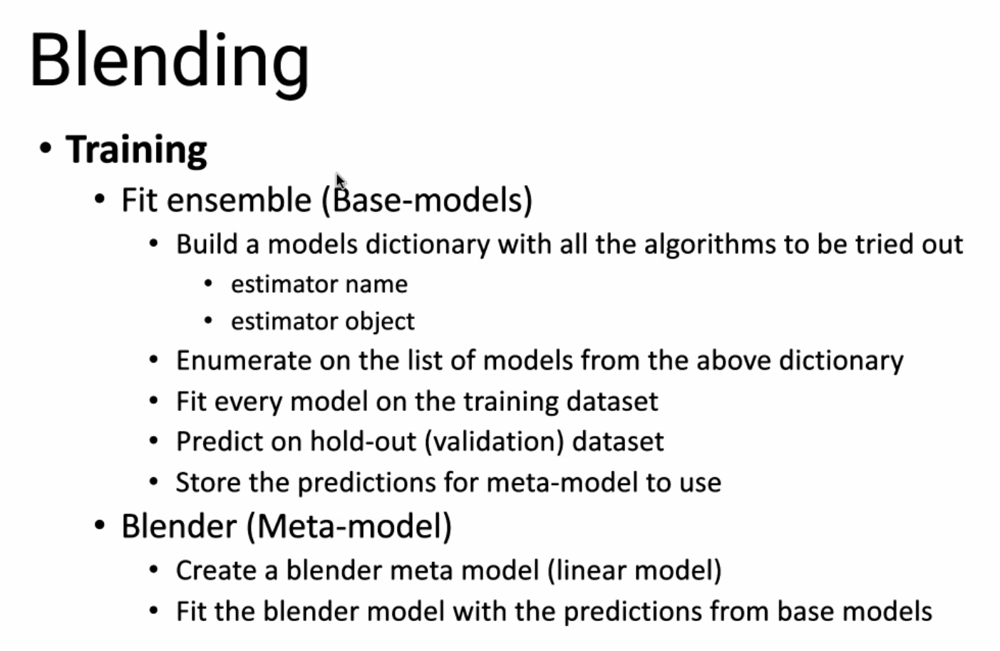 Blending
• Training
• Fit ensemble (Base-models)
• Build a models dictionary with all the algorithms to be tried out
• estimator name
• estimator object
• Enumerate on the list of models from the above dictionary
• Fit every model on the training dataset
• Predict on hold-out (validation) dataset
• Store the predictions for meta-model to use
• Blender (Meta-model)
• Create a blender meta model (linear model)
• Fit the blender model with the predictions from base models